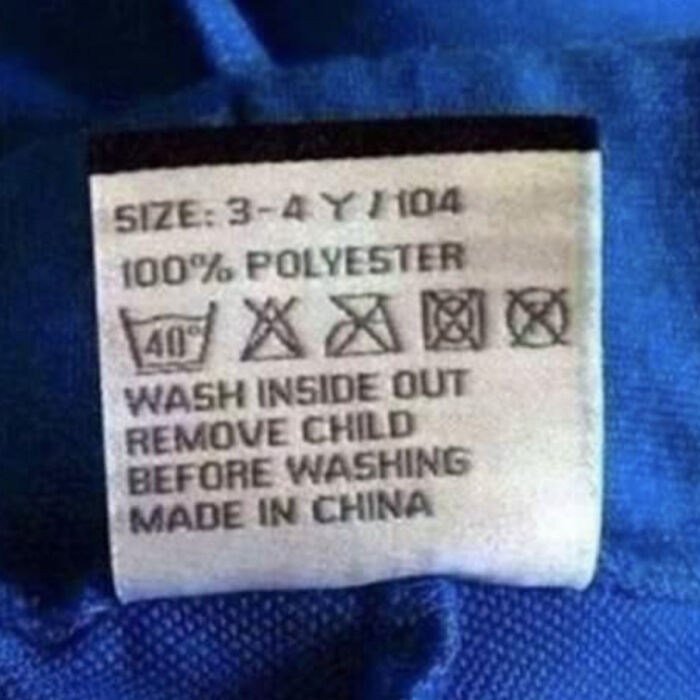 SIZE: 3-4 Y / 104
100% POLYESTER
40°
WASH INSIDE OUT
REMOVE CHILD
BEFORE WASHING
MADE IN CHINA